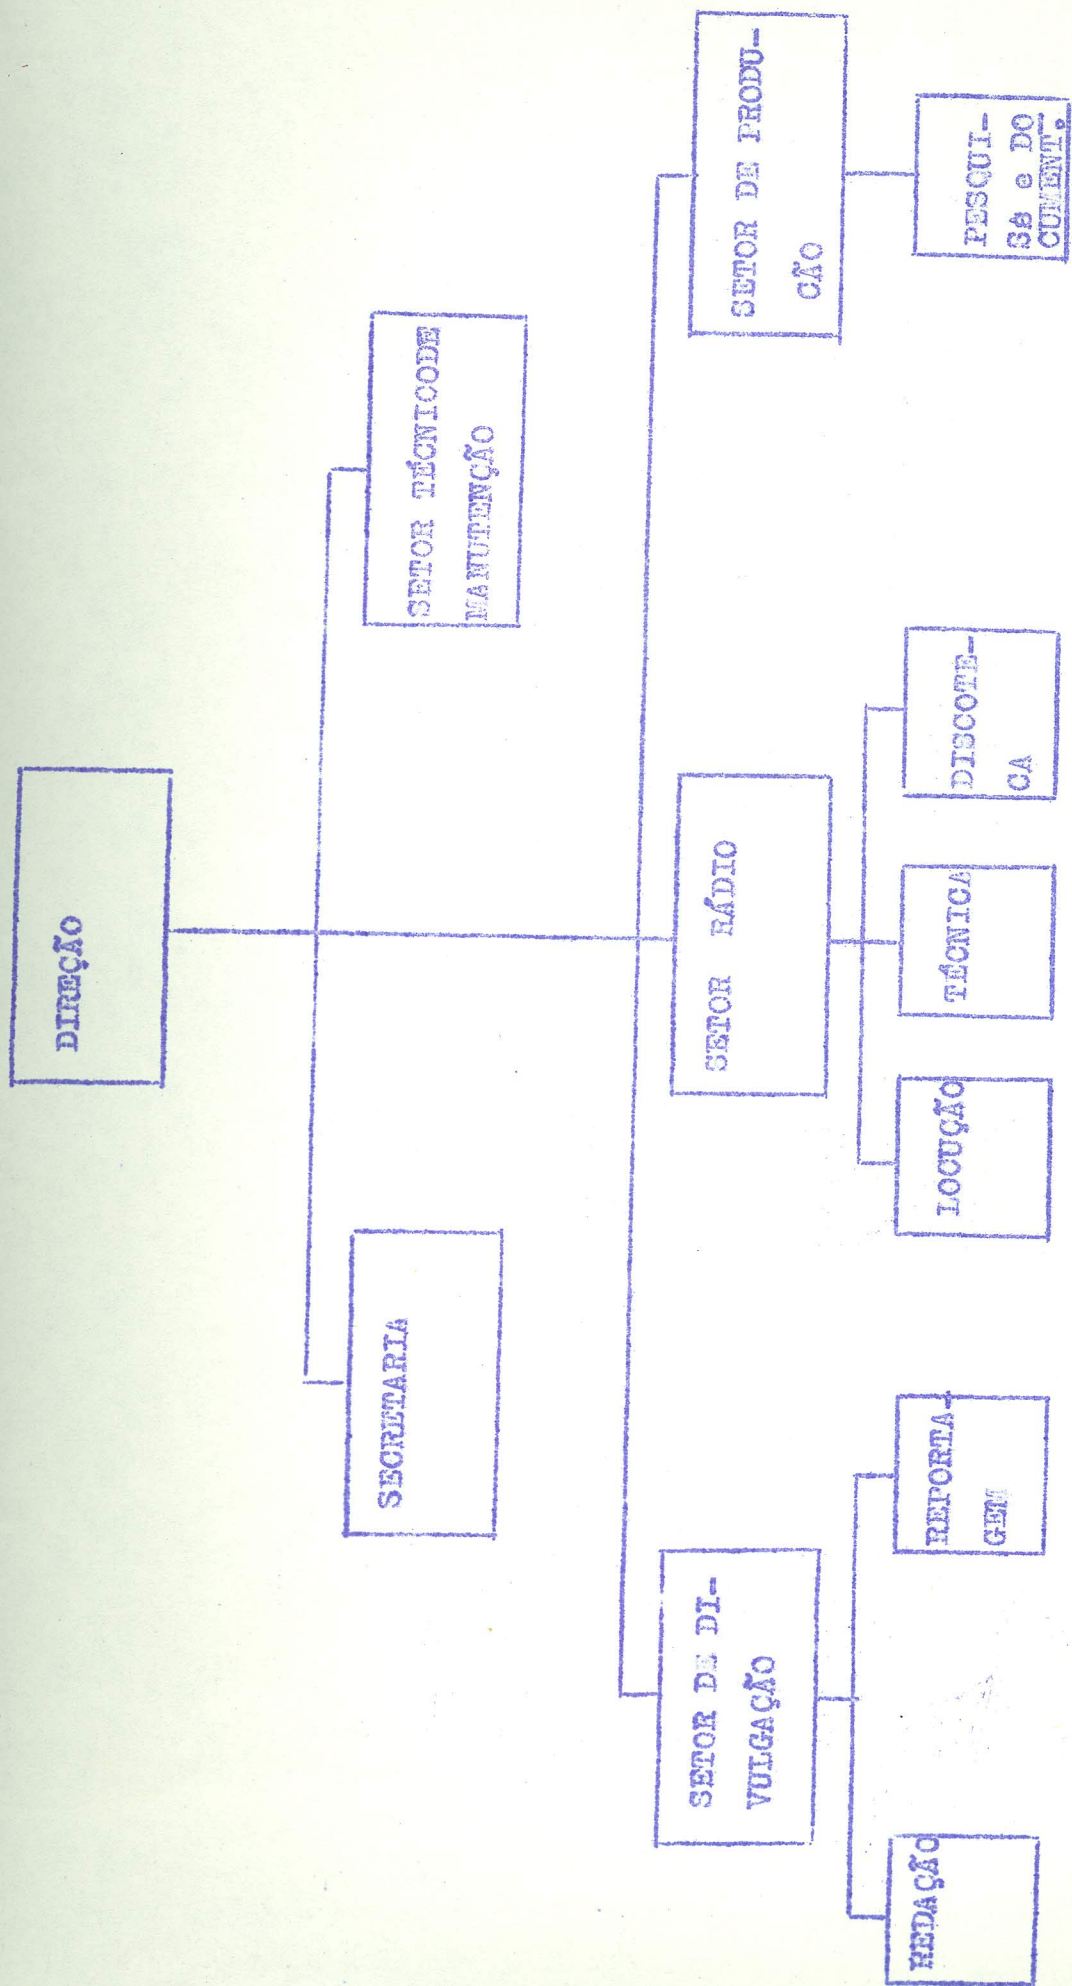 DIREÇÃO
SECRETARIA
SETOR TÉCNICODE
MANUTENÇÃO
SETOR DE DI-
VULGAÇÃO
SETOR RÁDIO
SETOR DE PRODU-
CÃO
REDAÇÃO
REPORTA-
GEM
LOCUÇÃO
TÉCNICA
DISCOTE-
CA
PESQUI-
SA e DO
CUMENT.